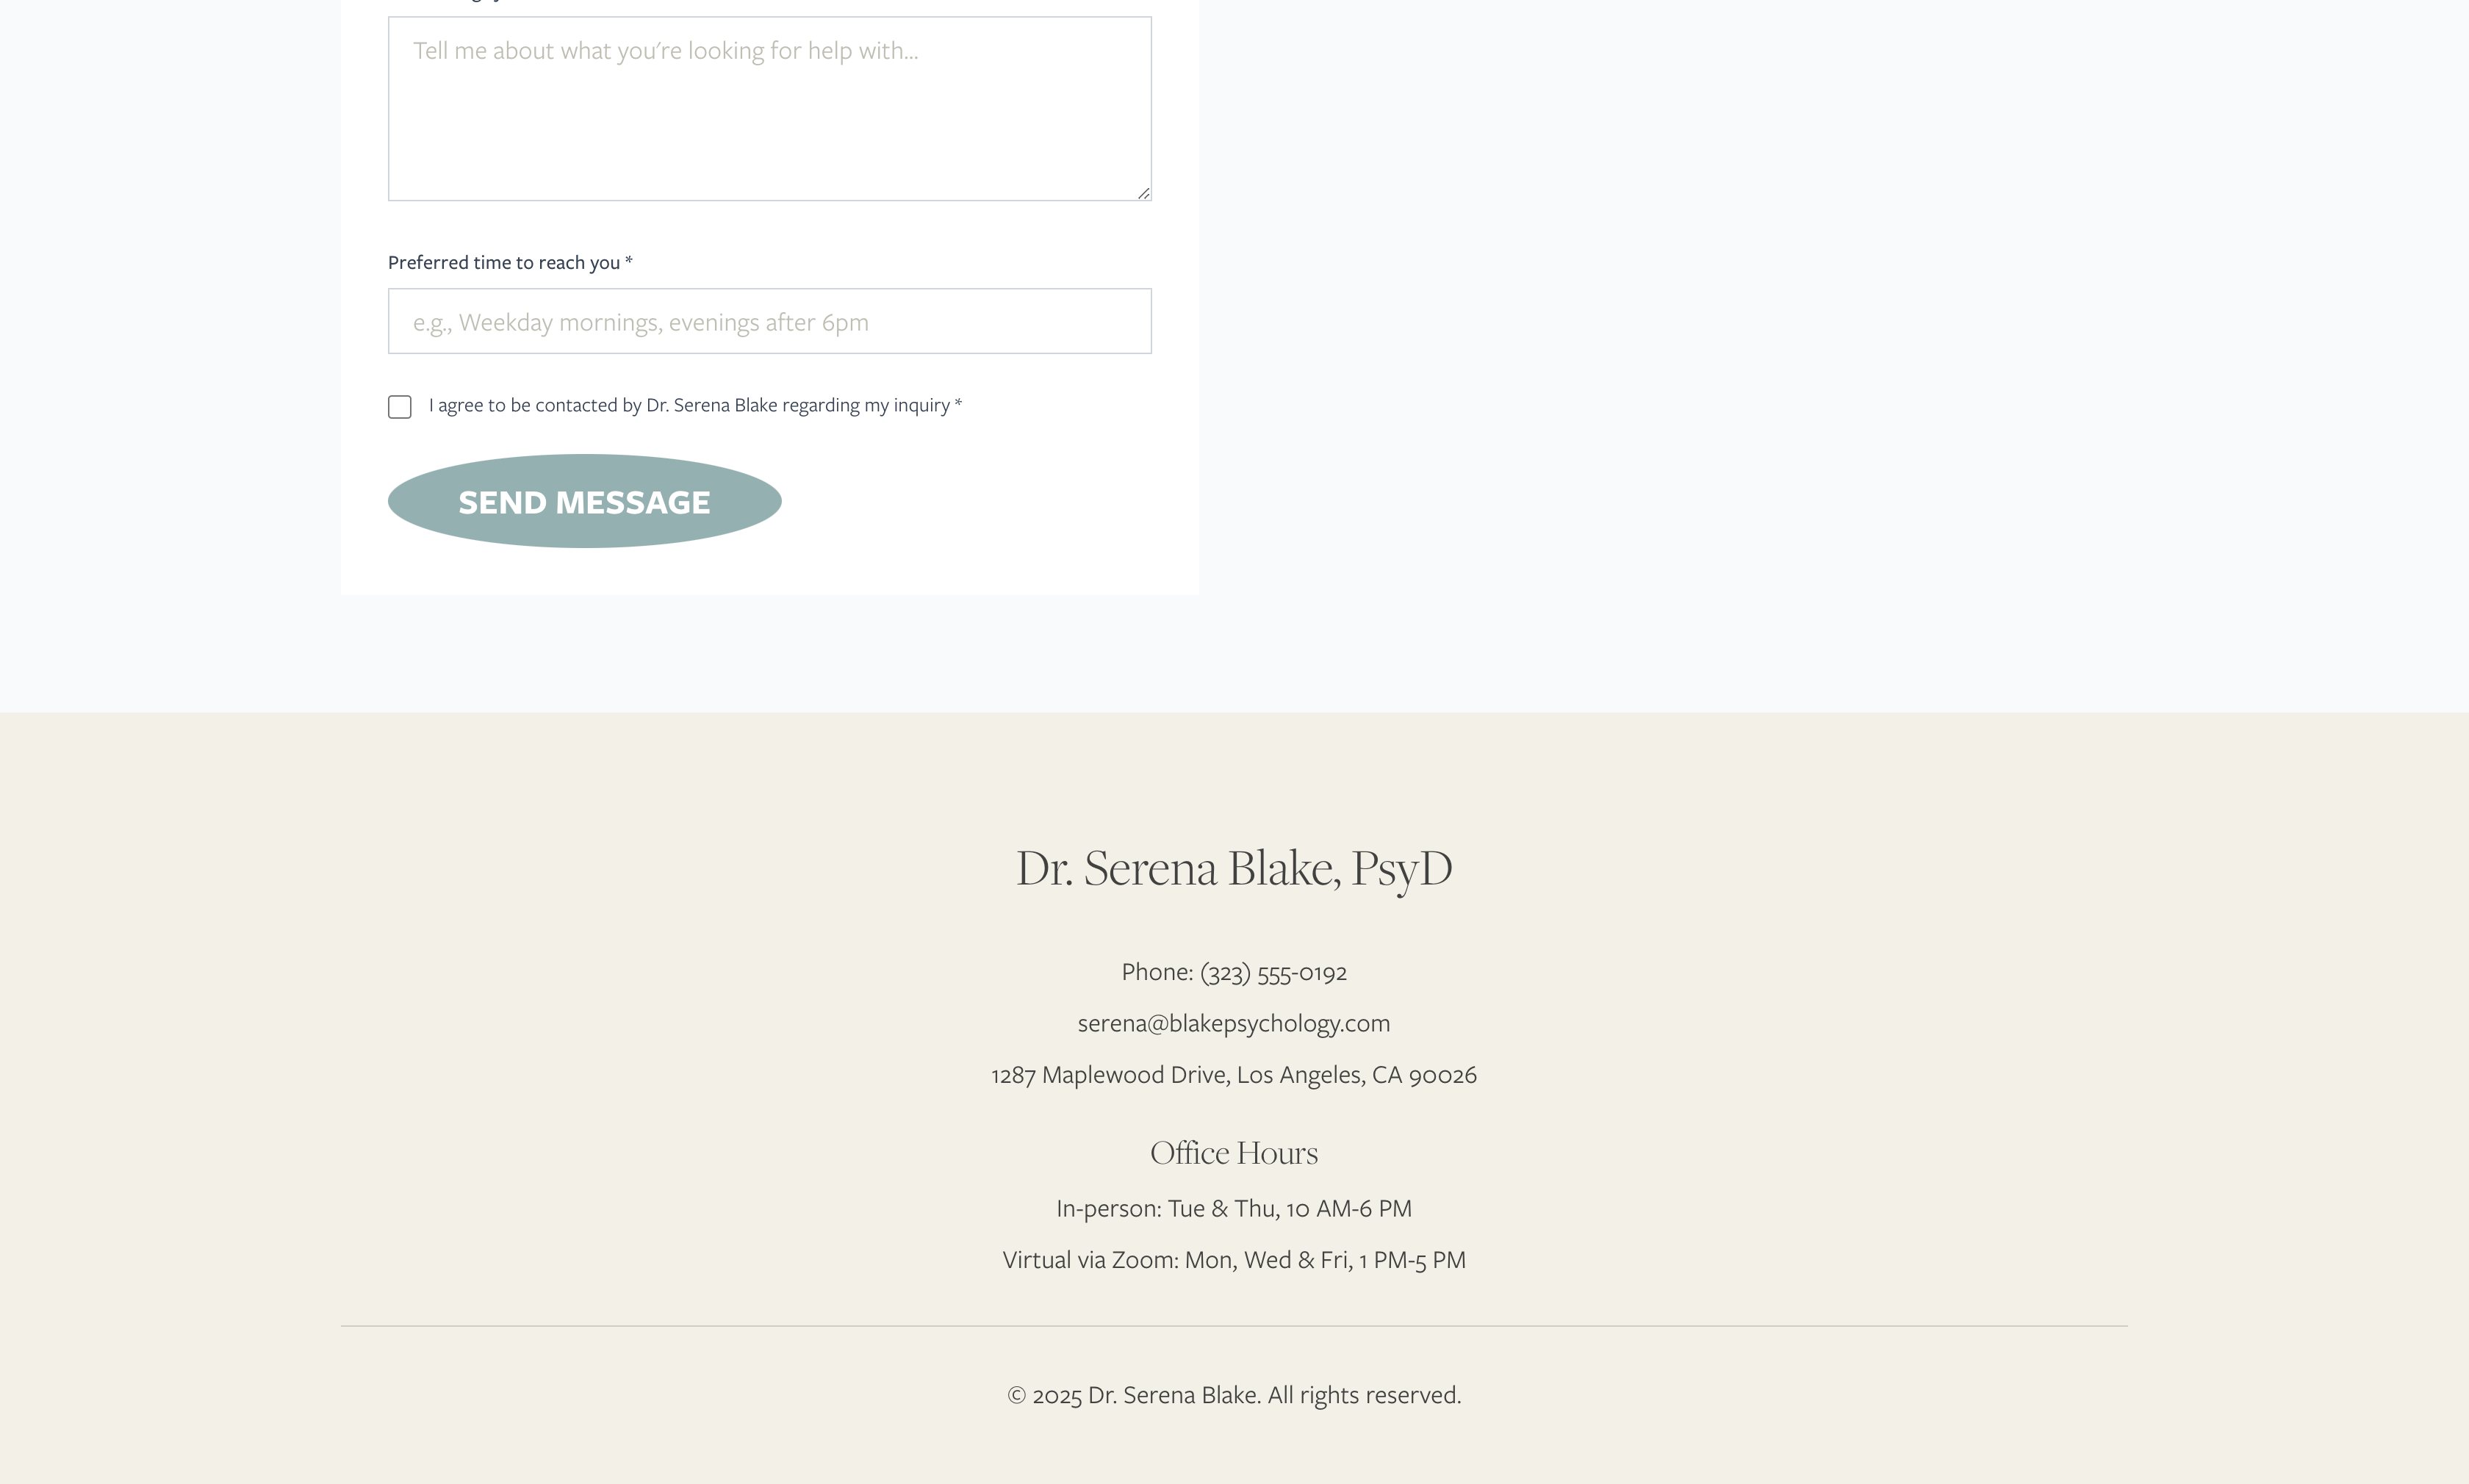 Tell me about what you're looking for help with...
Preferred time to reach you *
e.g., Weekday mornings, evenings after 6pm
I agree to be contacted by Dr. Serena Blake regarding my inquiry *
SEND MESSAGE
Dr. Serena Blake, PsyD
Phone: (323) 555-0192
serena@blakepsychology.com
1287 Maplewood Drive, Los Angeles, CA 90026
Office Hours
In-person: Tue & Thu, 10 AM-6 PM
Virtual via Zoom: Mon, Wed & Fri, 1 PM-5 PM
© 2025 Dr. Serena Blake. All rights reserved.